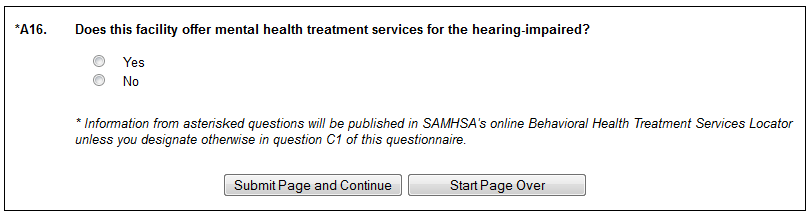 *A16. Does this facility offer mental health treatment services for the hearing-impaired?
Yes
No
* Information from asterisked questions will be published in SAMHSA's online Behavioral Health Treatment Services Locator
unless you designate otherwise in question C1 of this questionnaire.
Submit Page and Continue Start Page Over